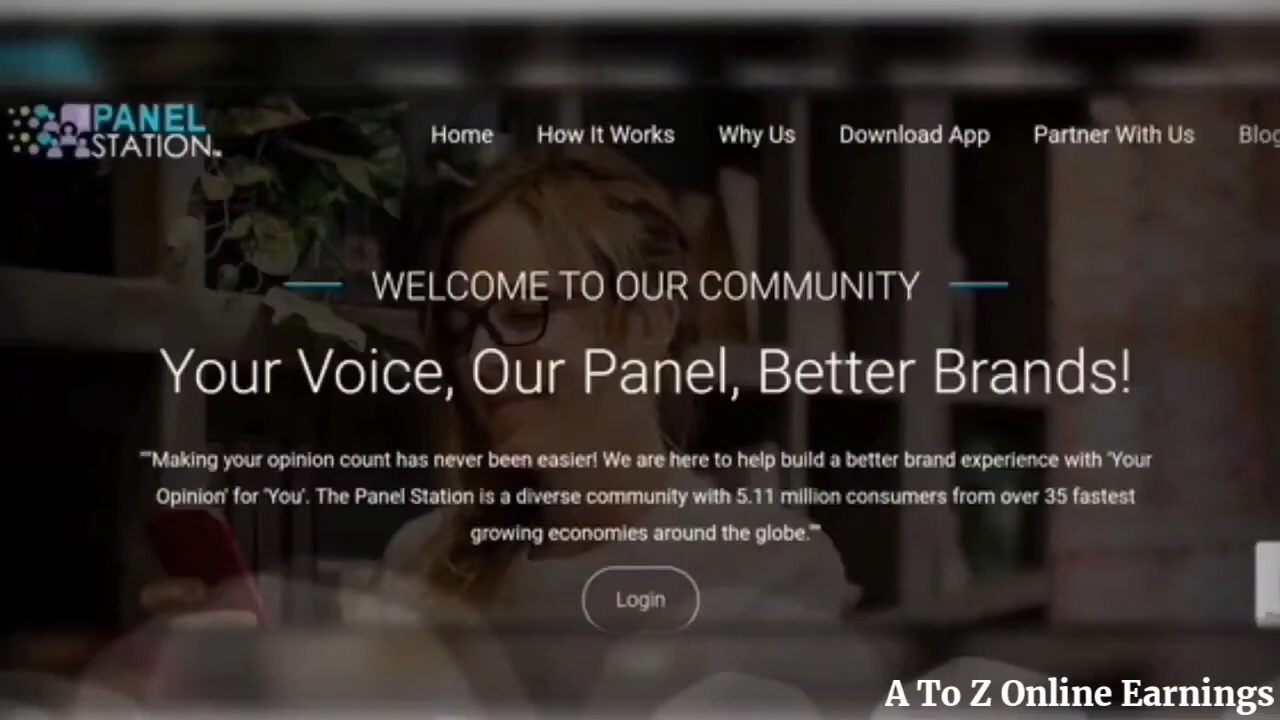 PANEL
STATION
Home How It Works Why Us Download App Partner With Us Blog
WELCOME TO OUR COMMUNITY
Your Voice, Our Panel, Better Brands!
""Making your opinion count has never been easier! We are here to help build a better brand experience with 'Your
Opinion' for 'You'. The Panel Station is a diverse community with 5.11 million consumers from over 35 fastest
growing economies around the globe.""
Login
A To Z Online Earnings